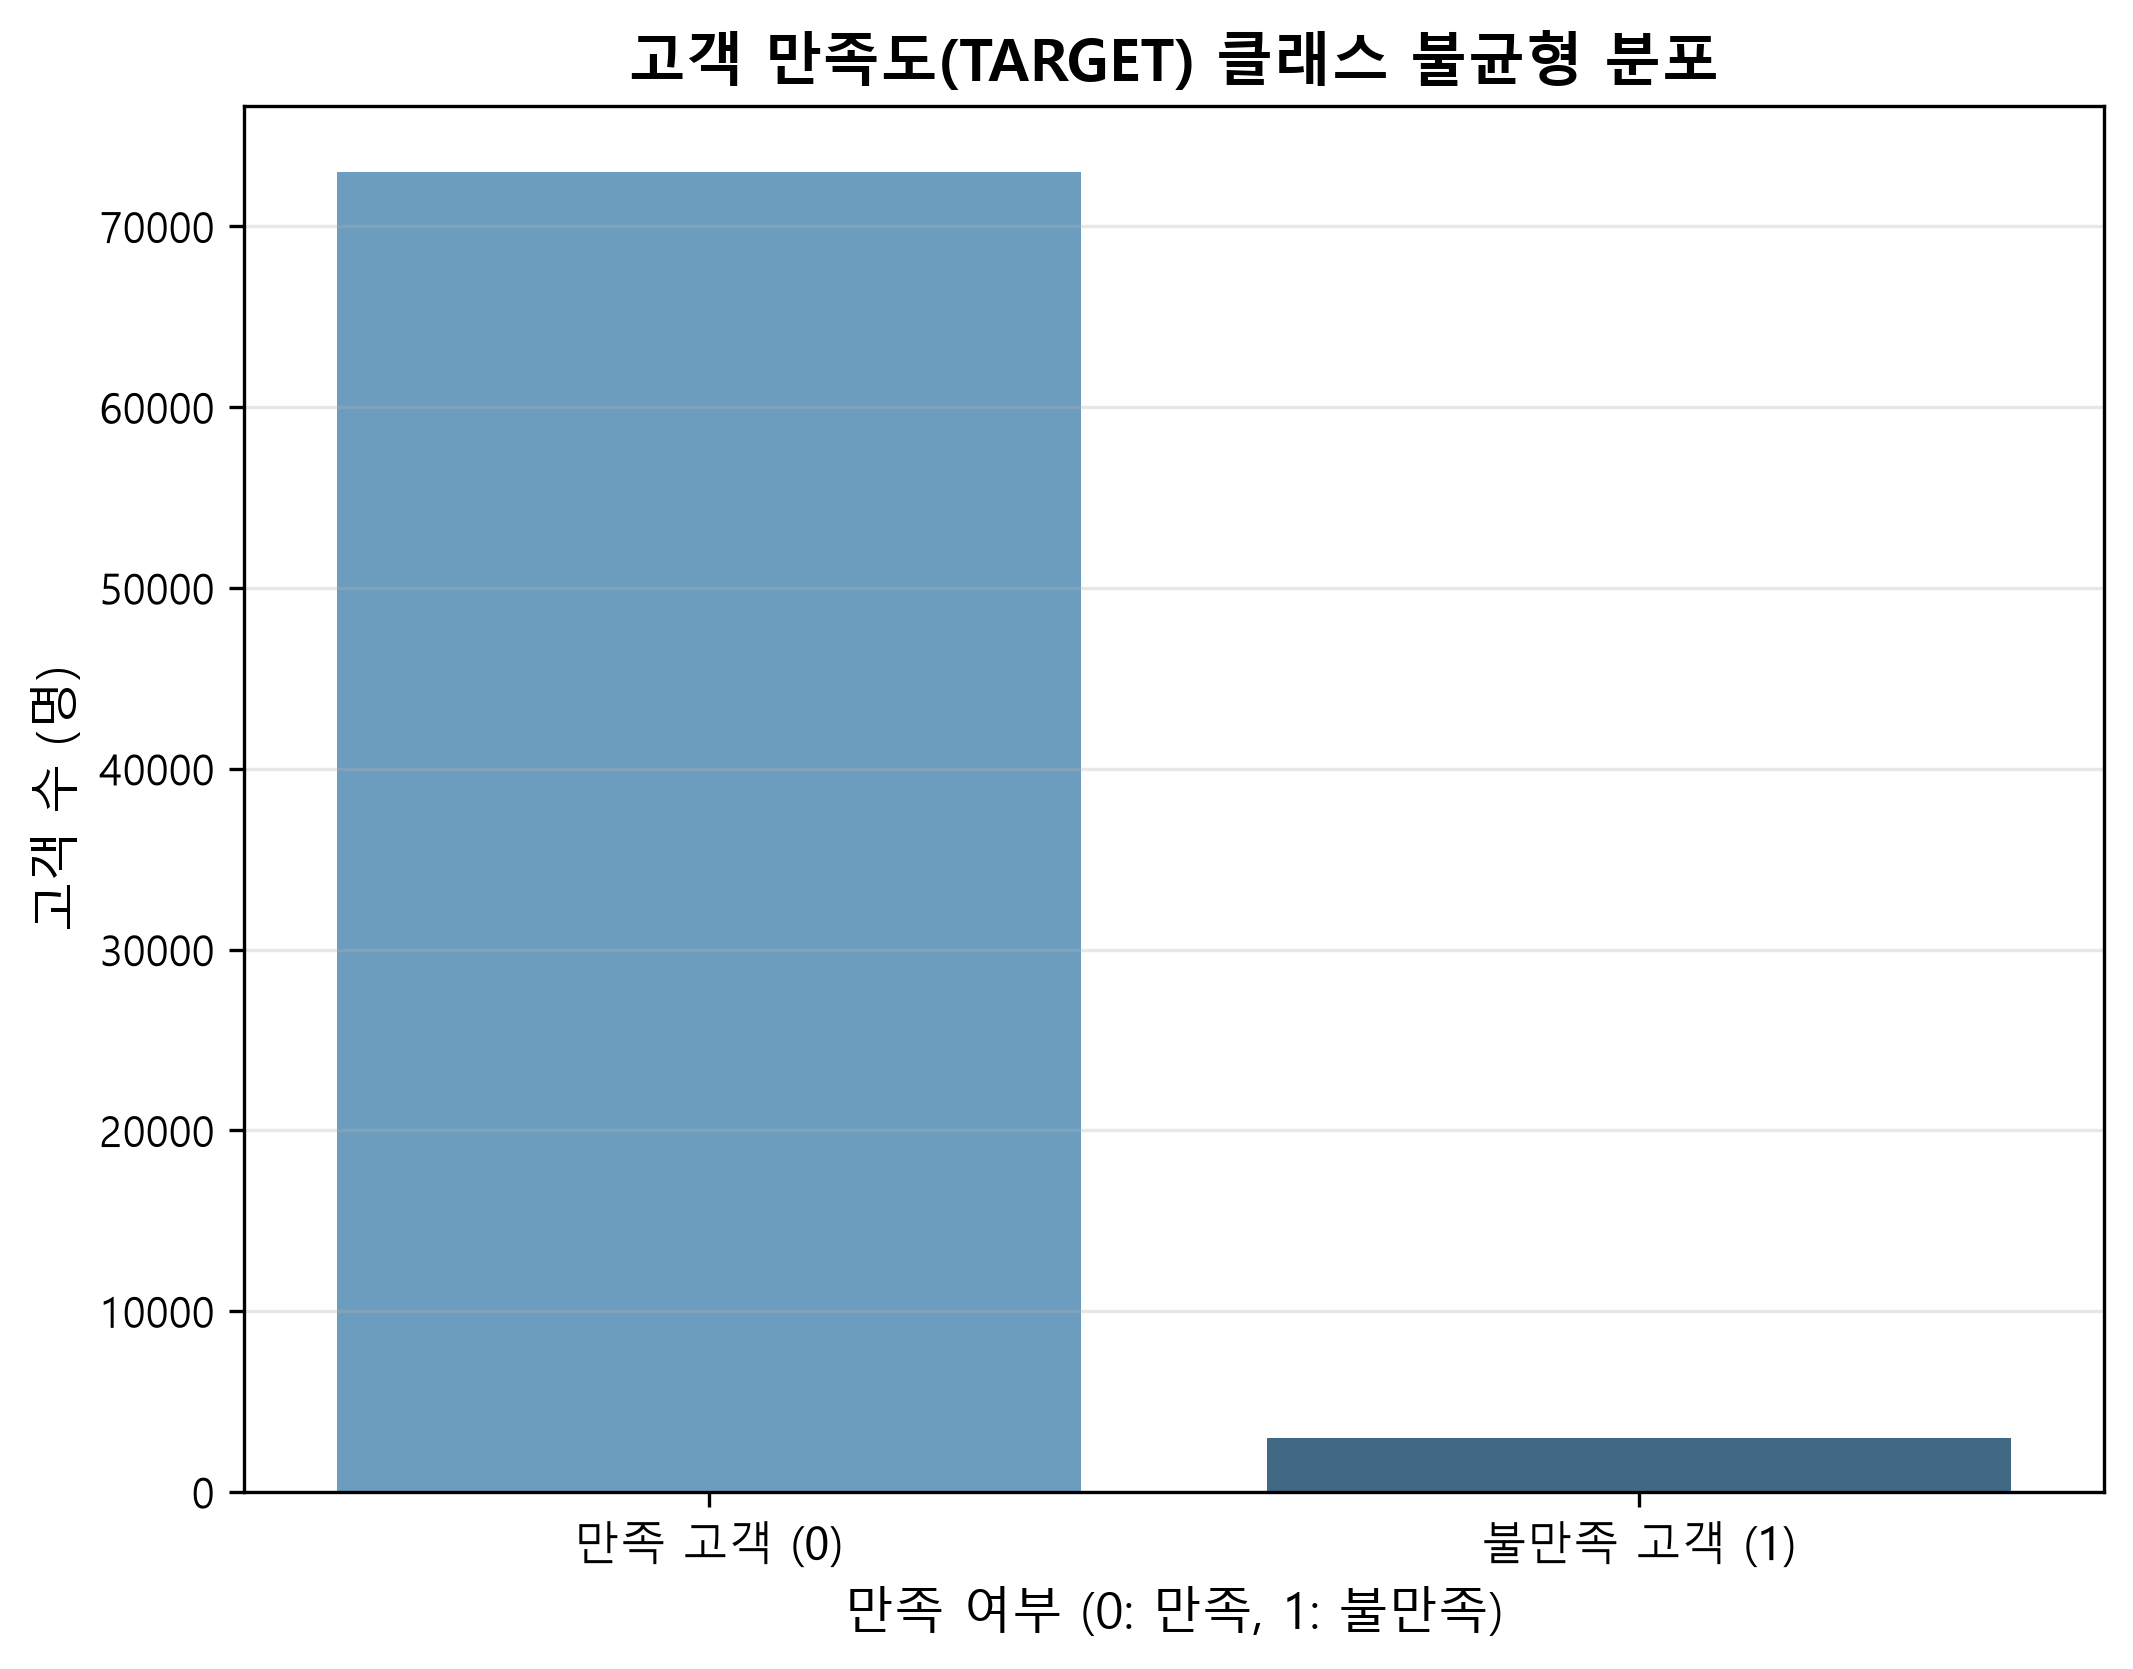 고객 만족도(TARGET) 클래스 불균형 분포
고객 수 (명)
70000
60000
50000
40000
30000
20000
10000
0
만족 고객 (0)
불만족 고객 (1)
만족 여부 (0: 만족, 1: 불만족)